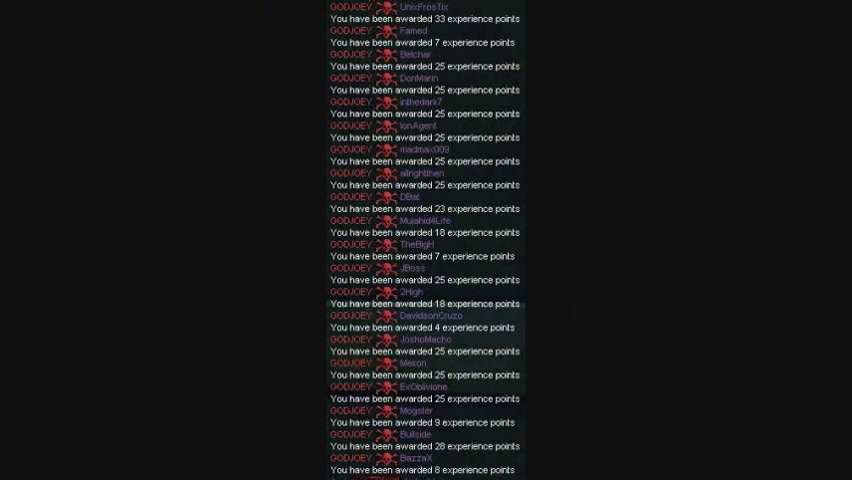 GODJOEY UnixFrosTix
You have been awarded 33 experience points
GODJOEY Famed
You have been awarded 7 experience points
GODJOEY Belchar
You have been awarded 25 experience points
GODJOEY DonMarin
You have been awarded 25 experience points
GODJOEY inthedark7
You have been awarded 25 experience points
GODJOEY IonAgent
You have been awarded 25 experience points
GODJOEY madmax009
You have been awarded 25 experience points
GODJOEY allrightthen
You have been awarded 25 experience points
GODJOEY DBat
You have been awarded 23 experience points
GODJOEY Mujahid4Life
You have been awarded 18 experience points
GODJOEY TheBigH
You have been awarded 7 experience points
GODJOEY JBoss
You have been awarded 25 experience points
GODJOEY 2High
You have been awarded 18 experience points
GODJOEY DavidsonCruzo
You have been awarded 4 experience points
GODJOEY JoshoMacho
You have been awarded 25 experience points
GODJOEY Mekon
You have been awarded 25 experience points
GODJOEY ExOblivione
You have been awarded 25 experience points
GODJOEY Mogster
You have been awarded 9 experience points
GODJOEY Bullside
You have been awarded 28 experience points
GODJOEY BazzaX
You have been awarded 8 experience points